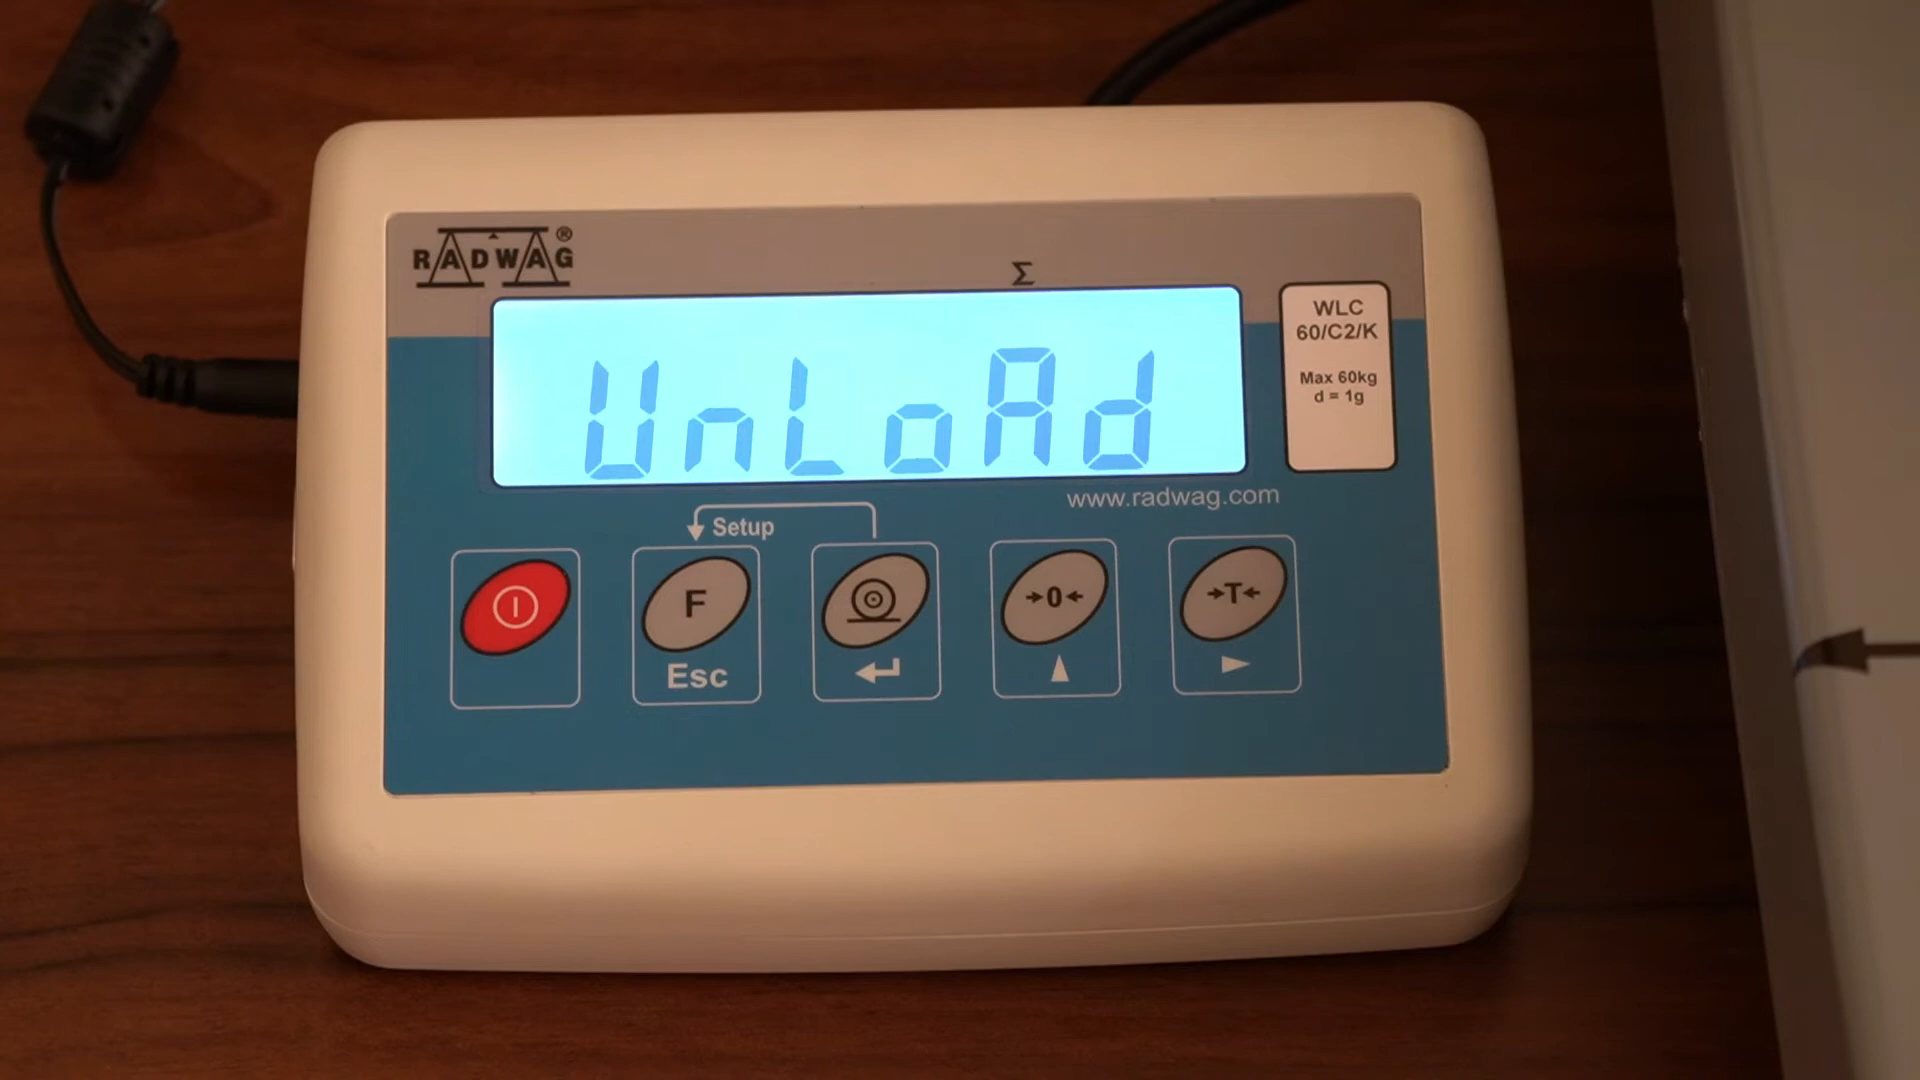 RADWAG®
Σ
UnLoAd
WLC
60/C2/K
Max 60kg
d = 1g
www.radwag.com
Setup
F
→0←
→T←
Esc